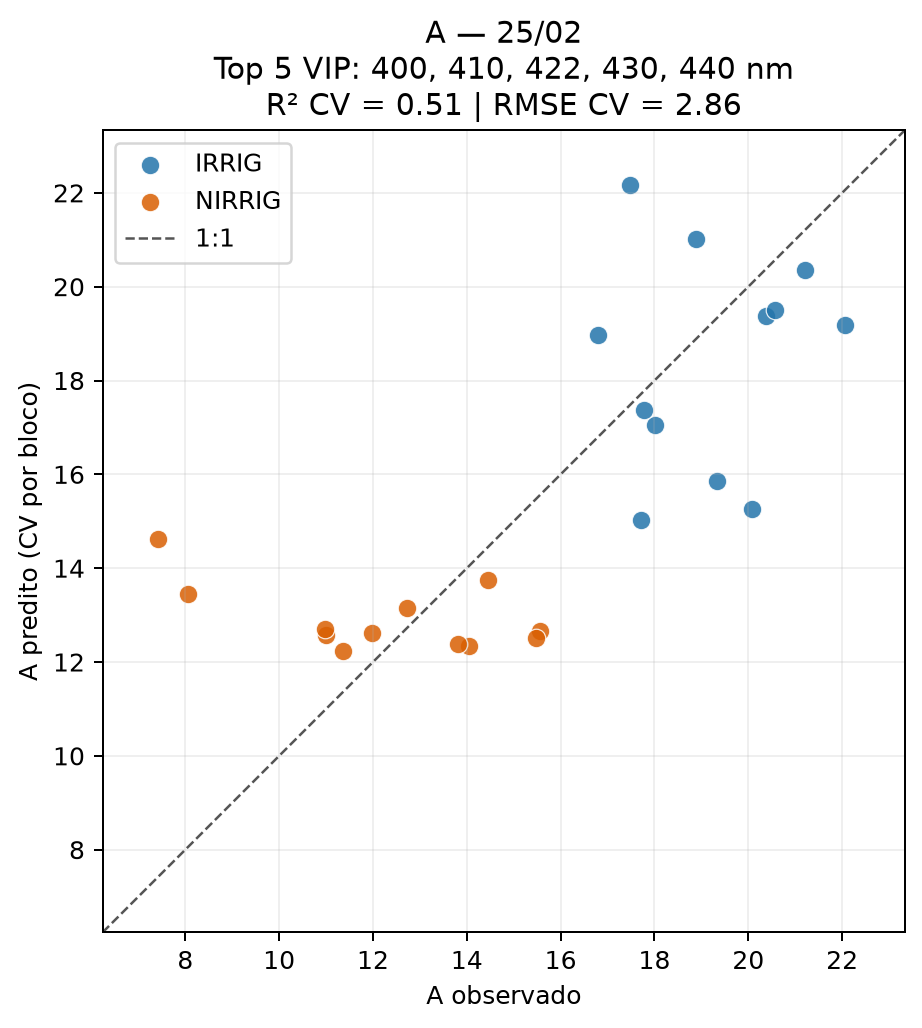 A — 25/02
Top 5 VIP: 400, 410, 422, 430, 440 nm
R² CV = 0.51 | RMSE CV = 2.86
IRRIG
NIRRIG
1:1
22
20
18
16
14
12
10
8
A predito (CV por bloco)
8 10 12 14 16 18 20 22
A observado